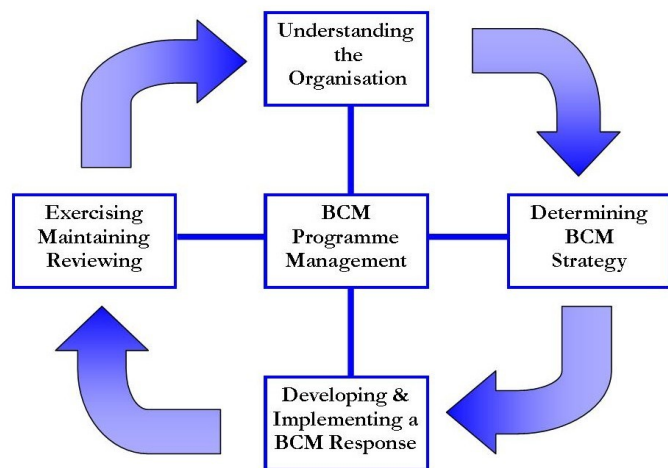 Understanding
the
Organisation
Exercising
Maintaining
Reviewing
BCM
Programme
Management
Determining
BCM
Strategy
Developing &
Implementing a
BCM Response